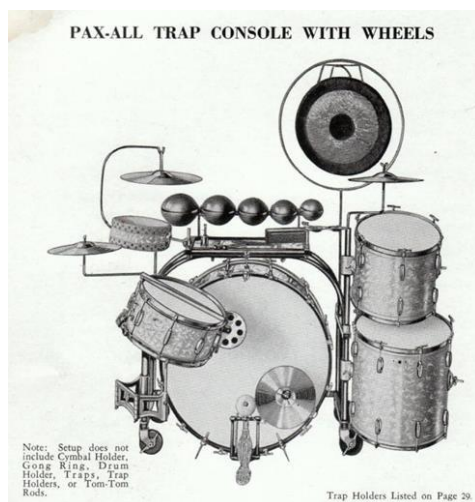 PAX-ALL TRAP CONSOLE WITH WHEELS
Note: Setup does not
include Cymbal Holder,
Gong Ring, Drum
Holder, Traps, Trap
Holders, or Tom-Tom
Rods.
Trap Holders Listed on Page 20